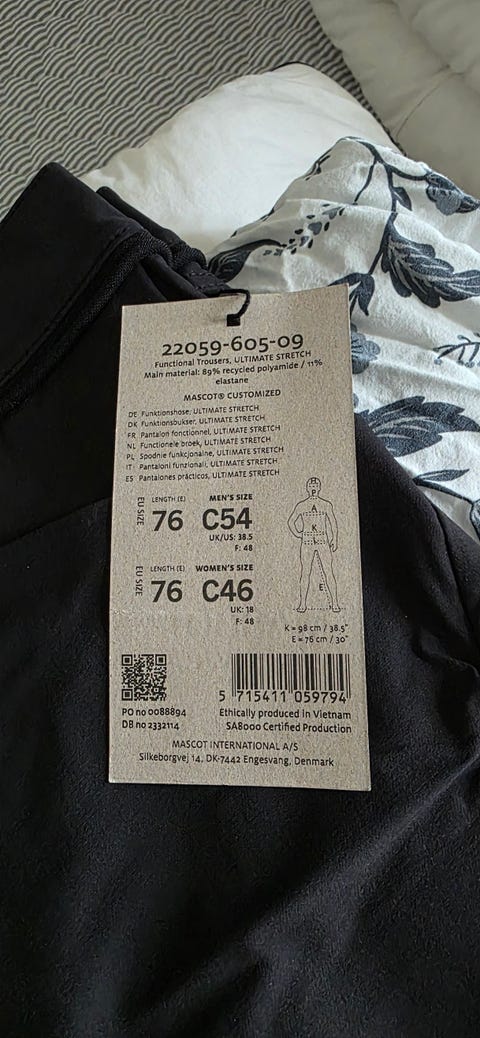 22059-605-09
Functional Trousers, ULTIMATE STRETCH
Main material: 89% recycled polyamide / 11%
elastane
MASCOT® CUSTOMIZED
DE Funktionshose, ULTIMATE STRETCH
DK Funktionsbukser, ULTIMATE STRETCH
FR Pantalon fonctionnel, ULTIMATE STRETCH
NL Functionele broek, ULTIMATE STRETCH
PL Spodnie funkcjonalne, ULTIMATE STRETCH
IT Pantaloni funzionali, ULTIMATE STRETCH
ES Pantalones prácticos, ULTIMATE STRETCH
EU SIZE
LENGTH (E) MEN'S SIZE
76 C54
UK/US: 38.5
F: 48
EU SIZE
LENGTH (E) WOMEN'S SIZE
76 C46
UK: 18
F: 48
P
A
K
L
E
K = 98 cm / 38.5"
E = 76 cm / 30"
5 715411 059794
PO no 0088894
DB no 2332114
Ethically produced in Vietnam
SA8000 Certified Production
MASCOT INTERNATIONAL A/S
Silkeborgvej 14, DK-7442 Engesvang, Denmark